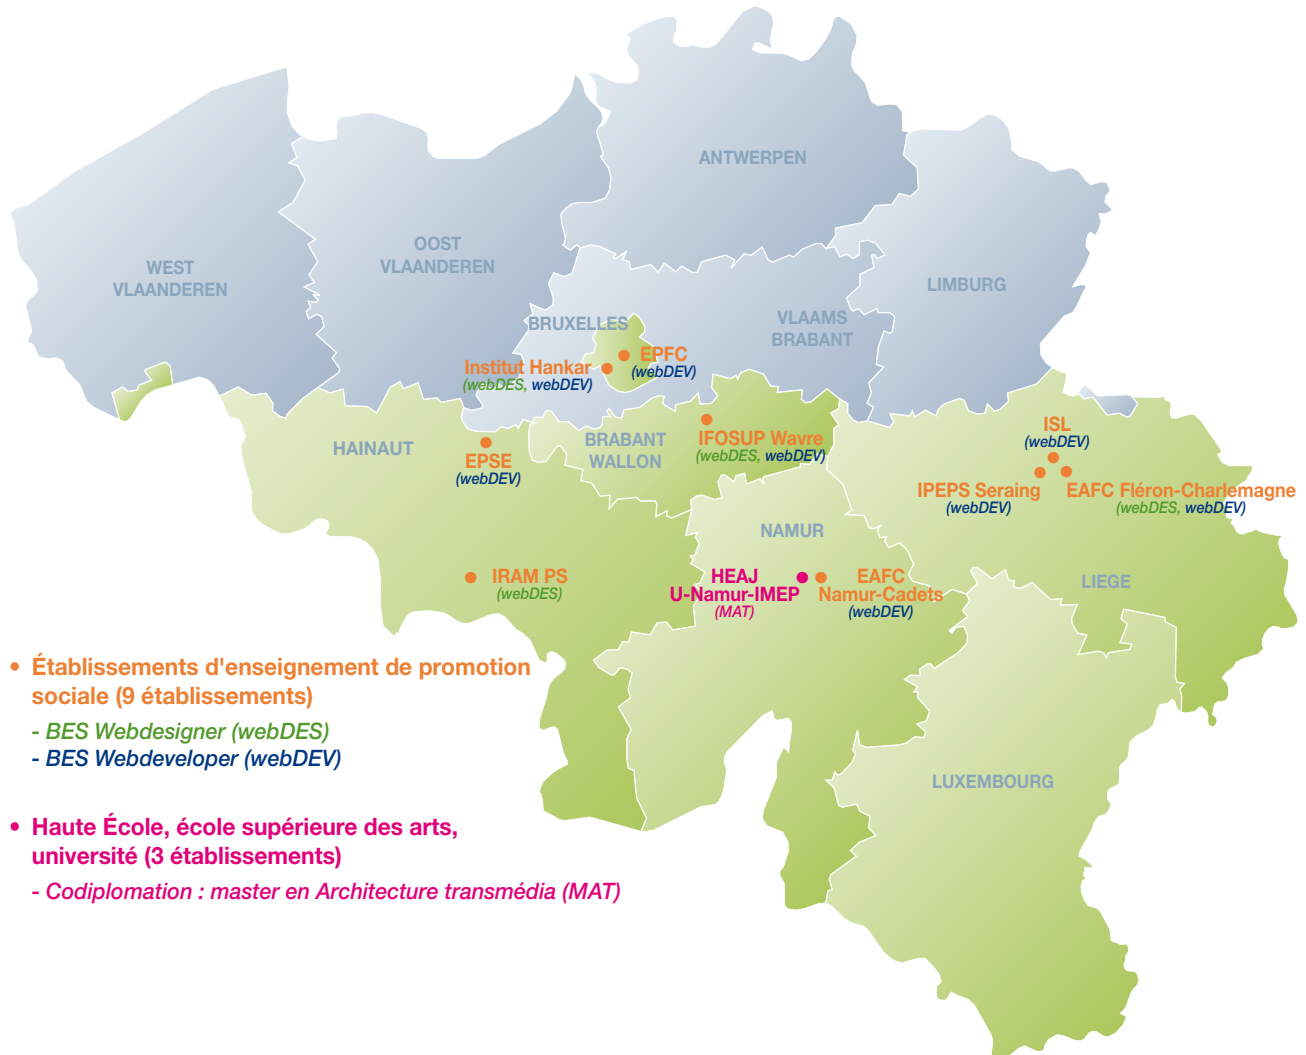 ANTWERPEN
OOST
VLAANDEREN
WEST
VLAANDEREN
LIMBURG
BRUXELLES
VLAAMS
BRABANT
Institut Hankar
(webDES, webDEV)
EPFC
(webDEV)
HAINAUT
EPSE
(webDEV)
BRABANT
WALLON
IFOSUP Wavre
(webDES, webDEV)
ISL
(webDEV)
IPEPS Seraing
(webDEV)
EAFC Fléron-Charlemagne
(webDES, webDEV)
NAMUR
IRAM PS
(webDES)
HEAJ
U-Namur-IMEP
(MAT)
EAFC
Namur-Cadets
(webDEV)
LIEGE
LUXEMBOURG
• Établissements d'enseignement de promotion
sociale (9 établissements)
- BES Webdesigner (webDES)
- BES Webdeveloper (webDEV)
• Haute École, école supérieure des arts,
université (3 établissements)
- Codiplomation : master en Architecture transmédia (MAT)